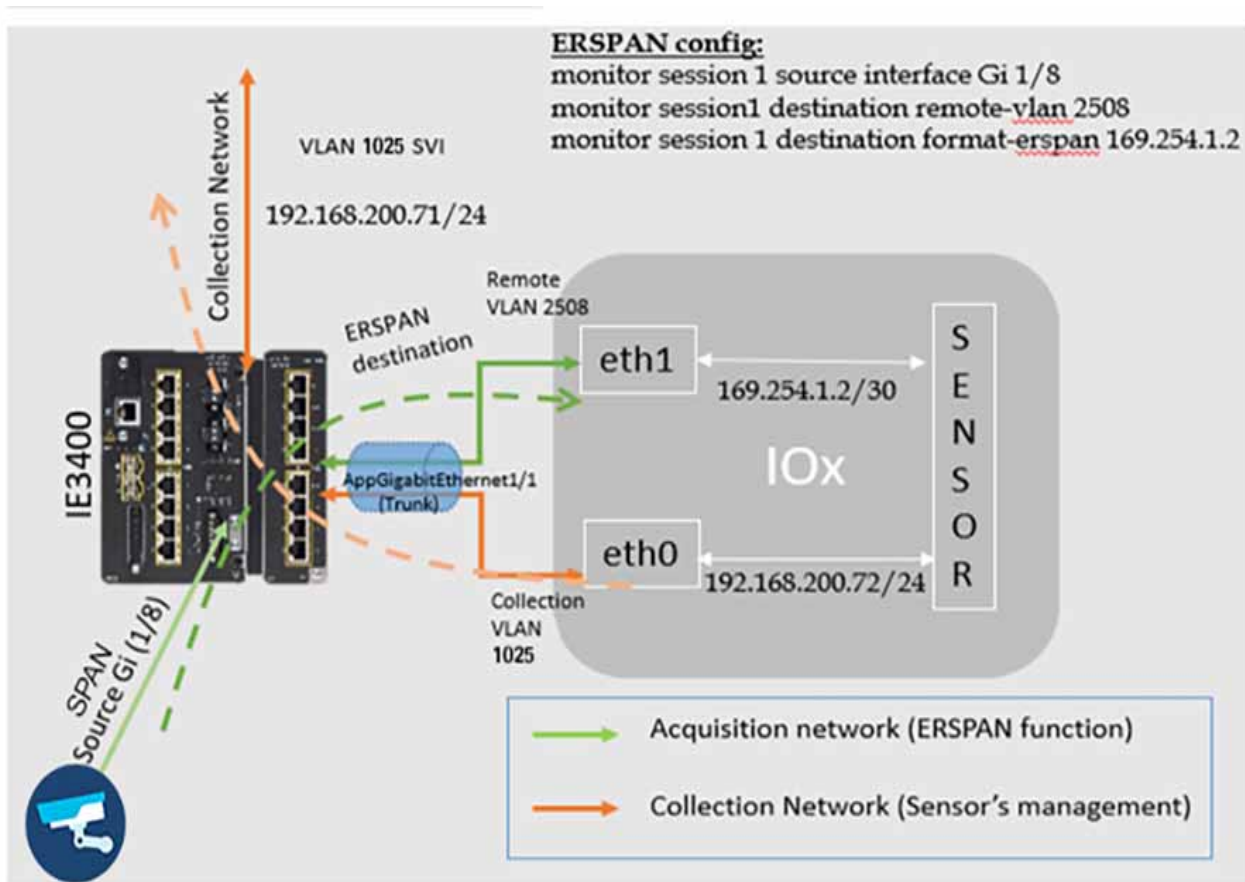 ERSPAN config:
monitor session 1 source interface Gi 1/8
monitor session1 destination remote-vlan 2508
monitor session 1 destination format-erspan 169.254.1.2
Collection Network
VLAN 1025 SVI
192.168.200.71/24
Remote
VLAN 2508
ERSPAN
destination
eth1
169.254.1.2/30
SENSOR
IOx
IE3400
AppGigabitEthernet1/1
(Trunk)
eth0
192.168.200.72/24
Collection
VLAN
1025
SPAN
Source Gi (1/8)
Acquisition network (ERSPAN function)
Collection Network (Sensor's management)